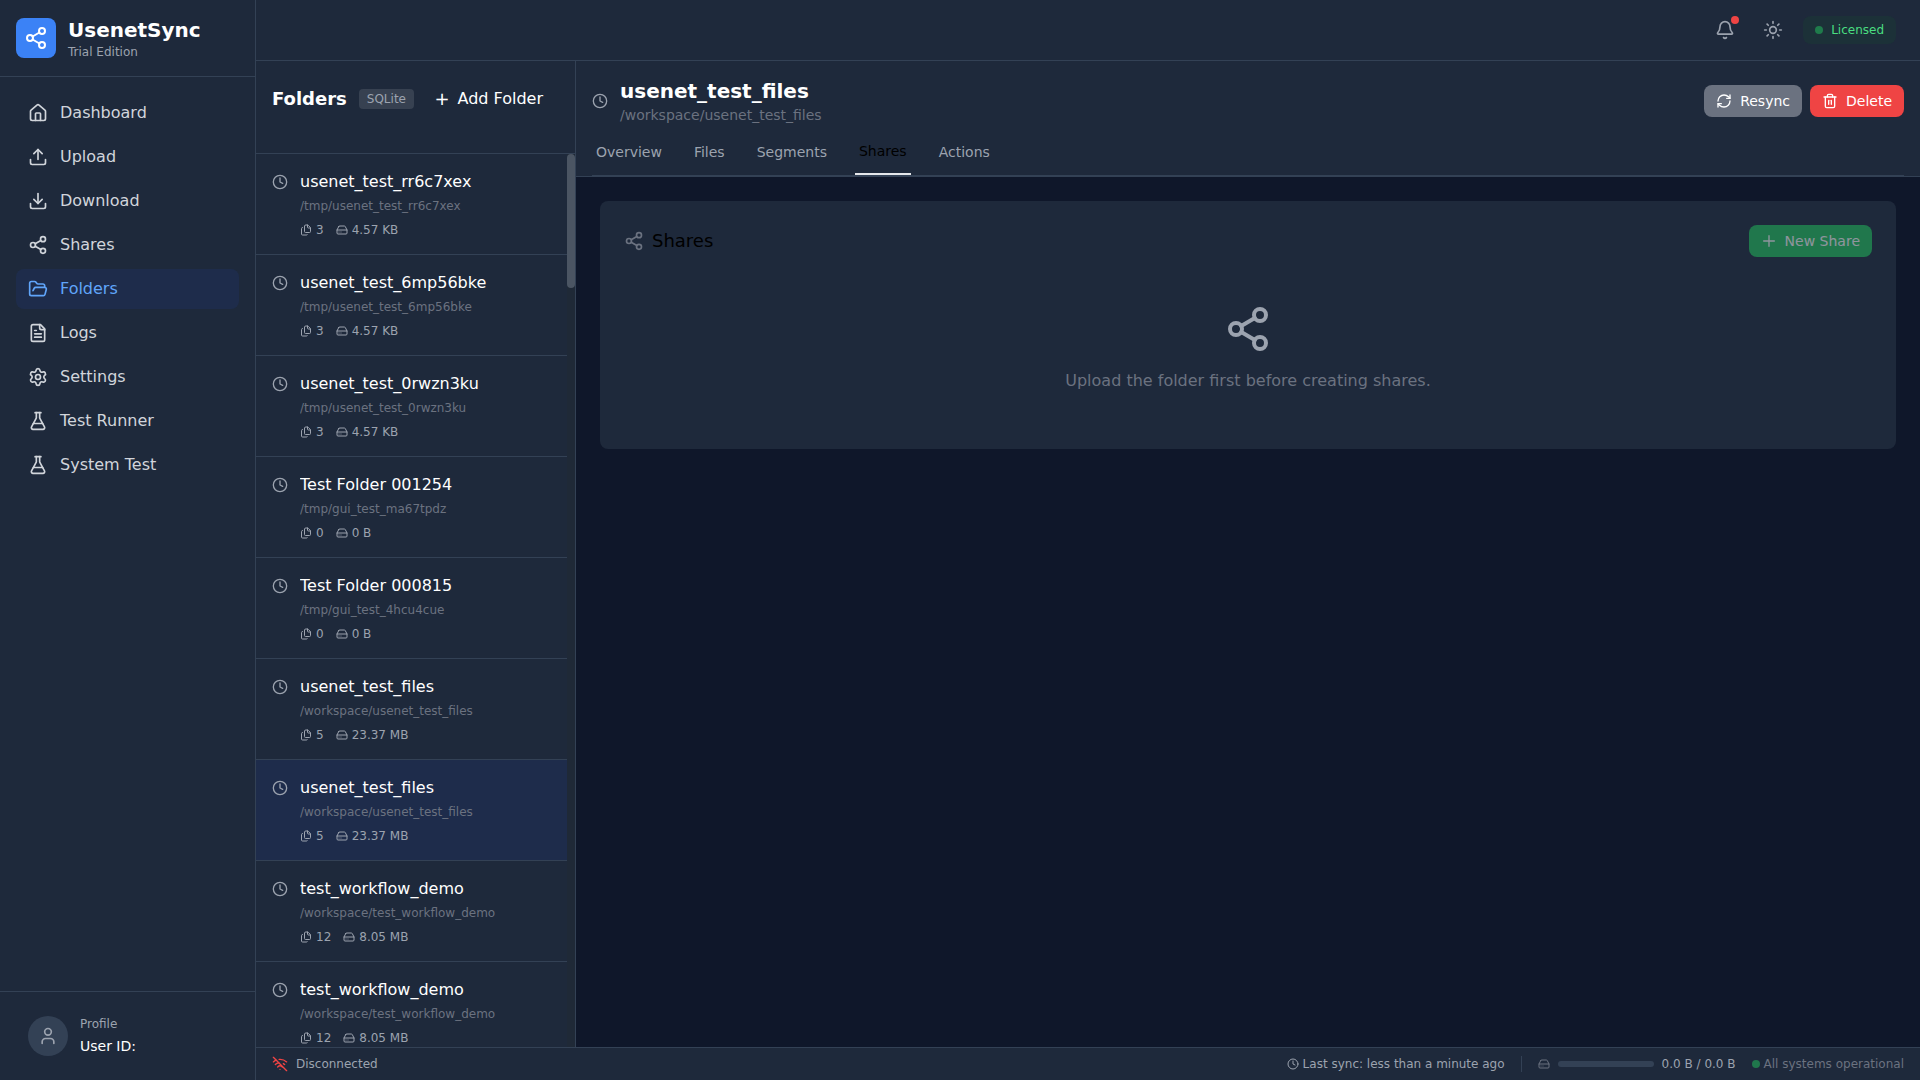 UsenetSync
Trial Edition
Dashboard
Upload
Download
Shares
Folders
Logs
Settings
Test Runner
System Test
Profile
User ID:
Licensed
Folders SQLite Add Folder
usenet_test_rr6c7xex
/tmp/usenet_test_rr6c7xex
3 4.57 KB
usenet_test_6mp56bke
/tmp/usenet_test_6mp56bke
3 4.57 KB
usenet_test_0rwzn3ku
/tmp/usenet_test_0rwzn3ku
3 4.57 KB
Test Folder 001254
/tmp/gui_test_ma67tpdz
0 0 B
Test Folder 000815
/tmp/gui_test_4hcu4cue
0 0 B
usenet_test_files
/workspace/usenet_test_files
5 23.37 MB
usenet_test_files
/workspace/usenet_test_files
5 23.37 MB
test_workflow_demo
/workspace/test_workflow_demo
12 8.05 MB
test_workflow_demo
/workspace/test_workflow_demo
12 8.05 MB
usenet_test_files
/workspace/usenet_test_files
Resync Delete
Overview Files Segments Shares Actions
Shares
New Share
Upload the folder first before creating shares.
Disconnected
Last sync: less than a minute ago
0.0 B / 0.0 B
All systems operational